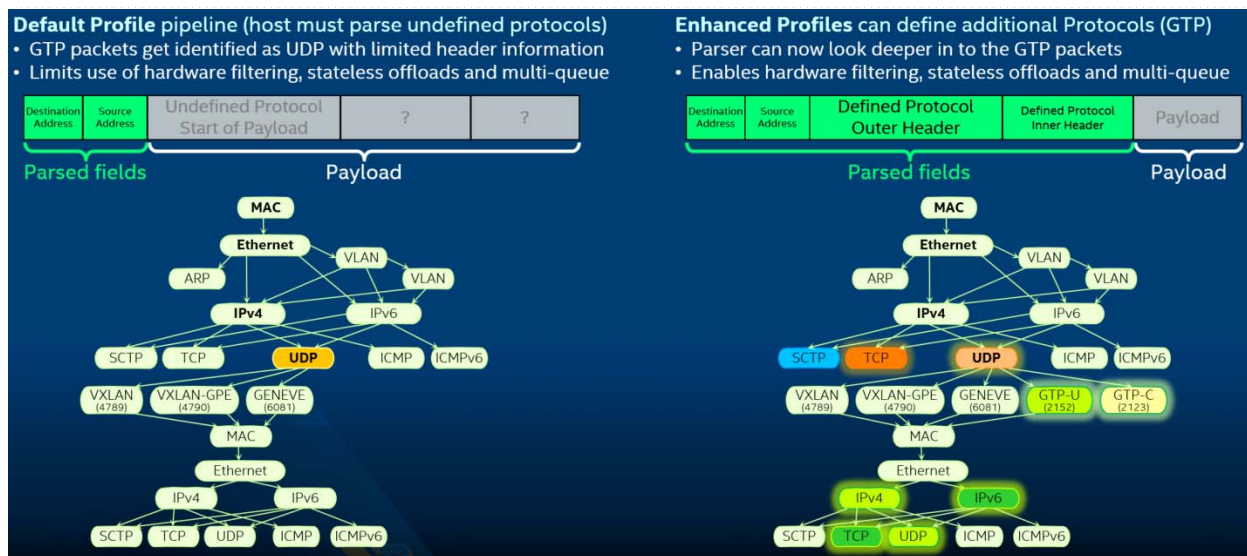 Default Profile pipeline (host must parse undefined protocols)
• GTP packets get identified as UDP with limited header information
• Limits use of hardware filtering, stateless offloads and multi-queue
Destination Address
Source Address
Undefined Protocol
Start of Payload
?
?
Parsed fields
Payload
MAC
Ethernet
VLAN
ARP
VLAN
IPv4
IPv6
SCTP
TCP
UDP
ICMP
ICMPv6
VXLAN
(4789)
VXLAN-GPE
(4790)
GENEVE
(6081)
MAC
Ethernet
IPv4
IPv6
SCTP
TCP
UDP
ICMP
ICMPv6
Enhanced Profiles can define additional Protocols (GTP)
• Parser can now look deeper in to the GTP packets
• Enables hardware filtering, stateless offloads and multi-queue
Destination Address
Source Address
Defined Protocol
Outer Header
Defined Protocol
Inner Header
Payload
Parsed fields
Payload
MAC
Ethernet
VLAN
ARP
VLAN
IPv4
IPv6
SCTP
TCP
UDP
ICMP
ICMPv6
VXLAN
(4789)
VXLAN-GPE
(4790)
GENEVE
(6081)
GTP-U
(2152)
GTP-C
(2123)
MAC
Ethernet
IPv4
IPv6
SCTP
TCP
UDP
ICMP
ICMPv6